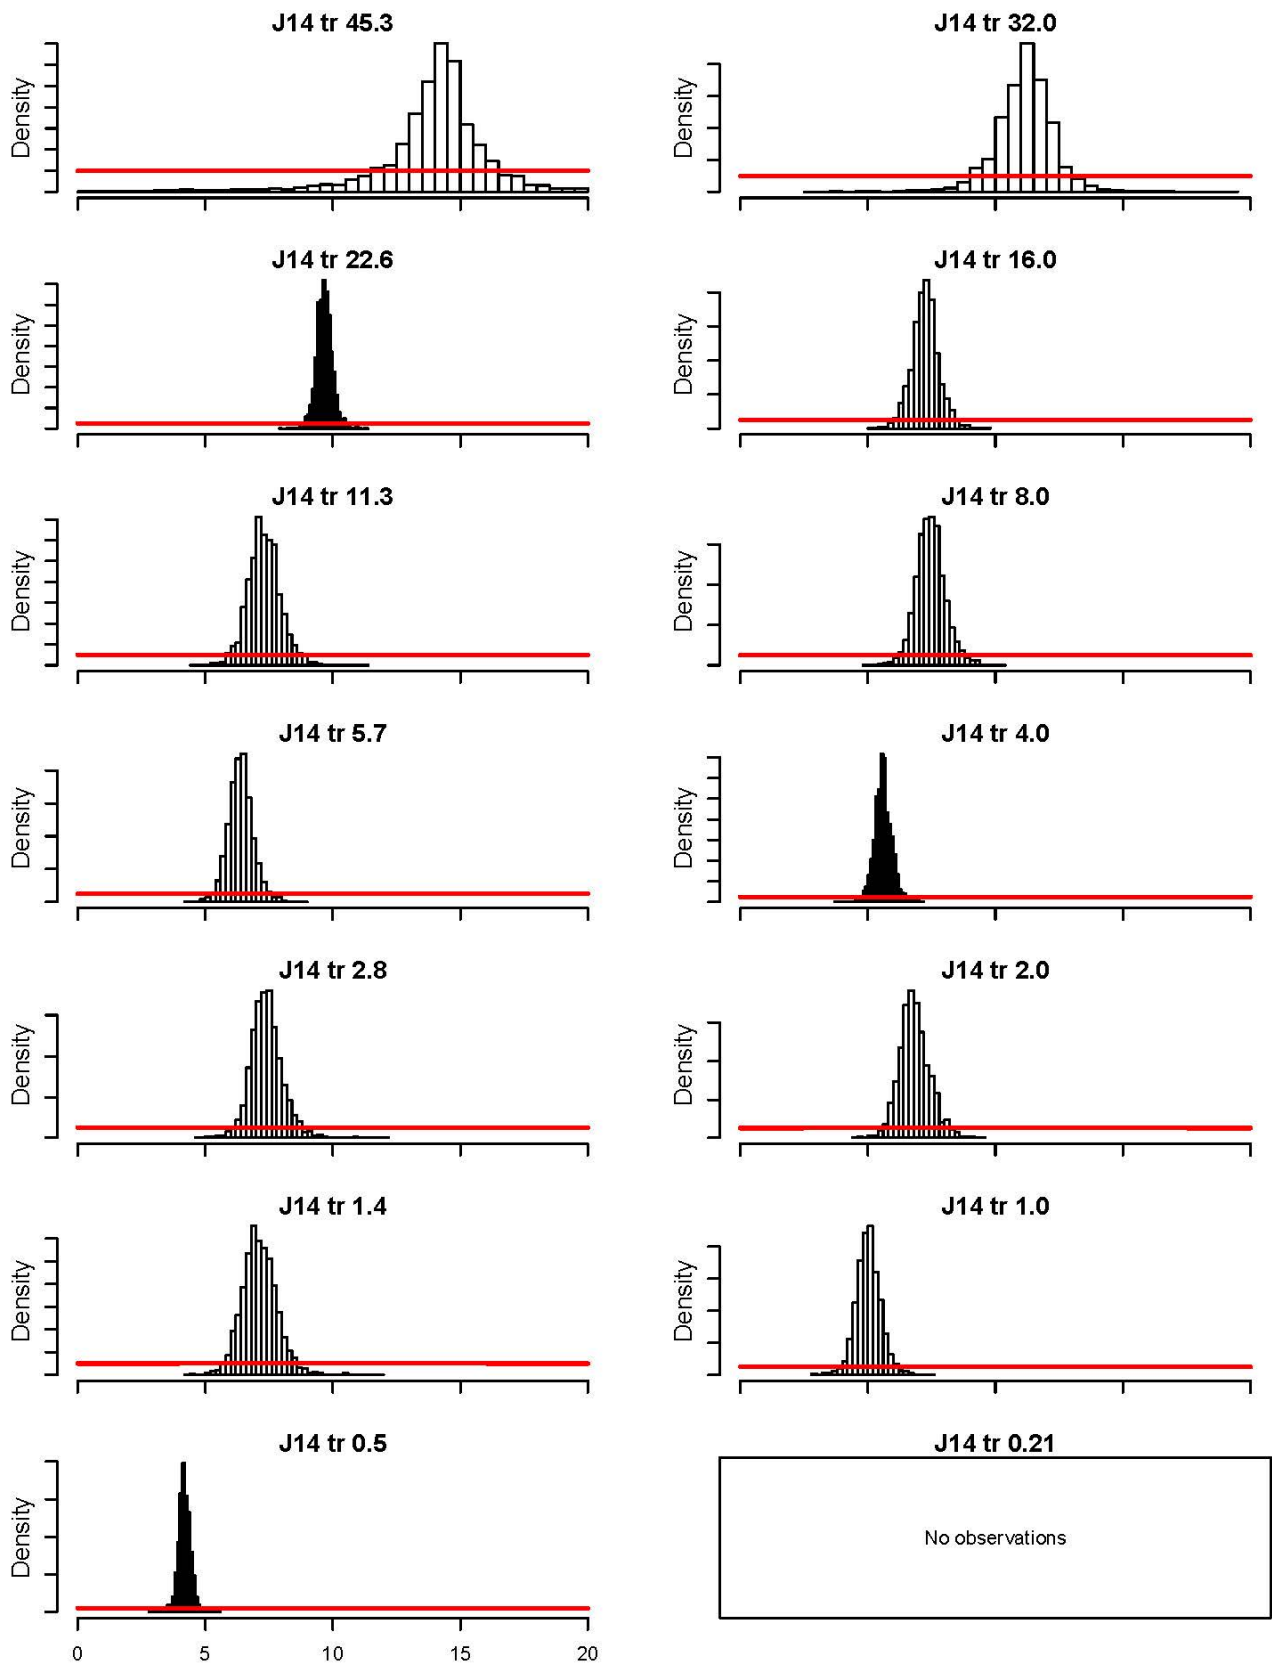 J14 tr 45.3
J14 tr 32.0
Density
Density
J14 tr 22.6
J14 tr 16.0
Density
Density
J14 tr 11.3
J14 tr 8.0
Density
Density
J14 tr 5.7
J14 tr 4.0
Density
Density
J14 tr 2.8
J14 tr 2.0
Density
Density
J14 tr 1.4
J14 tr 1.0
Density
Density
J14 tr 0.5
J14 tr 0.21
Density
No observations
0 5 10 15 20